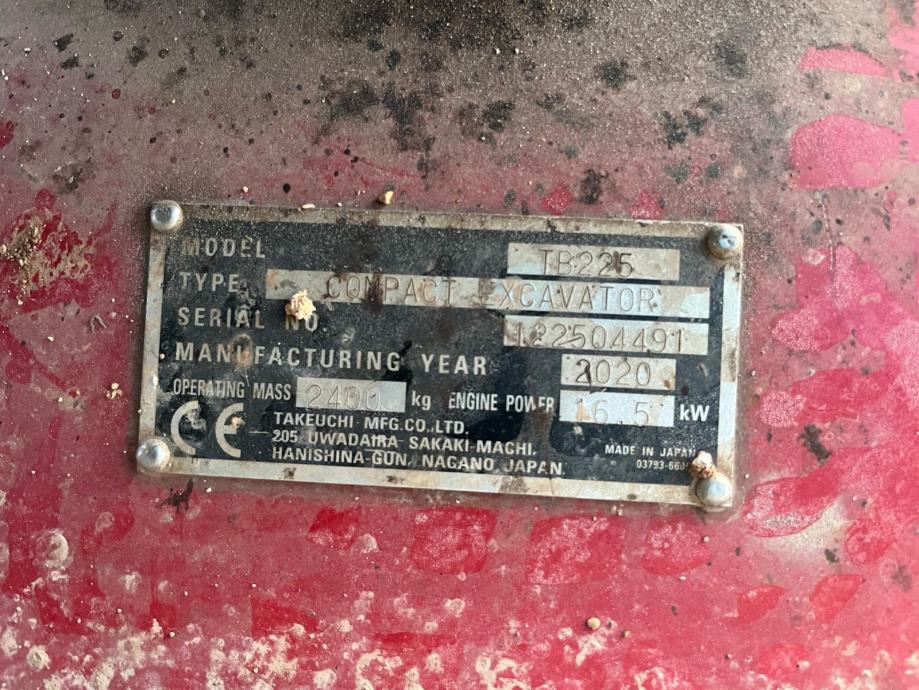 MODEL TB225
TYPE COMPACT EXCAVATOR
SERIAL NO. 122504491
MANUFACTURING YEAR 2020
OPERATING MASS 2400 kg ENGINE POWER 16.5 kW
CE
TAKEUCHI MFG.CO.,LTD.
205 UWADAIRA SAKAKI-MACHI.
HANISHINA-GUN, NAGANO, JAPAN.
MADE IN JAPAN